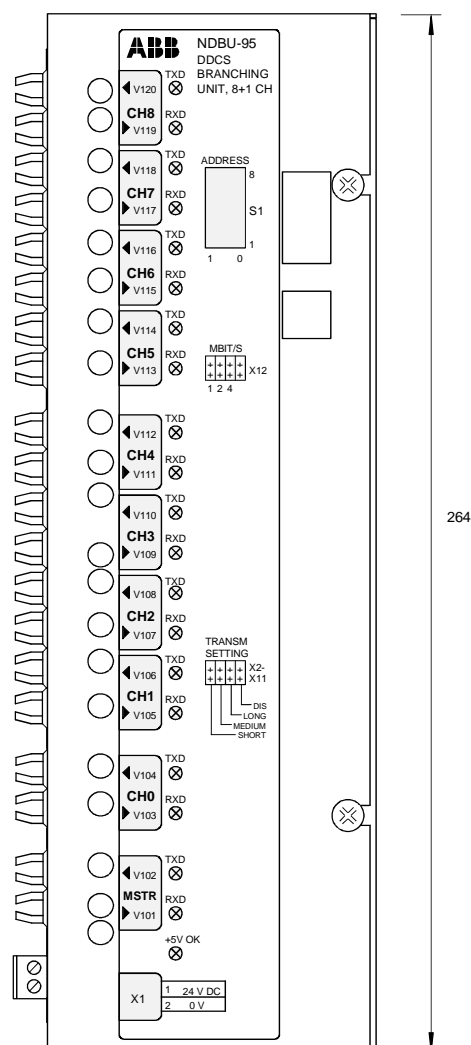 ABB NDBU-95
DDCS
BRANCHING
UNIT, 8+1 CH
TXD
V120
CH8
RXD
V119
TXD
V118
CH7
RXD
V117
ADDRESS
8
S1
1
1 0
TXD
V116
CH6
RXD
V115
TXD
V114
CH5
RXD
V113
MBIT/S
X12
1 2 4
TXD
V112
CH4
RXD
V111
TXD
V110
CH3
RXD
V109
264
TXD
V108
CH2
RXD
V107
TXD
V106
CH1
RXD
V105
TRANSM
SETTING
X2-
X11
DIS
LONG
MEDIUM
SHORT
TXD
V104
CH0
RXD
V103
TXD
V102
MSTR
RXD
V101
+5V OK
X1
1 24 V DC
2 0 V